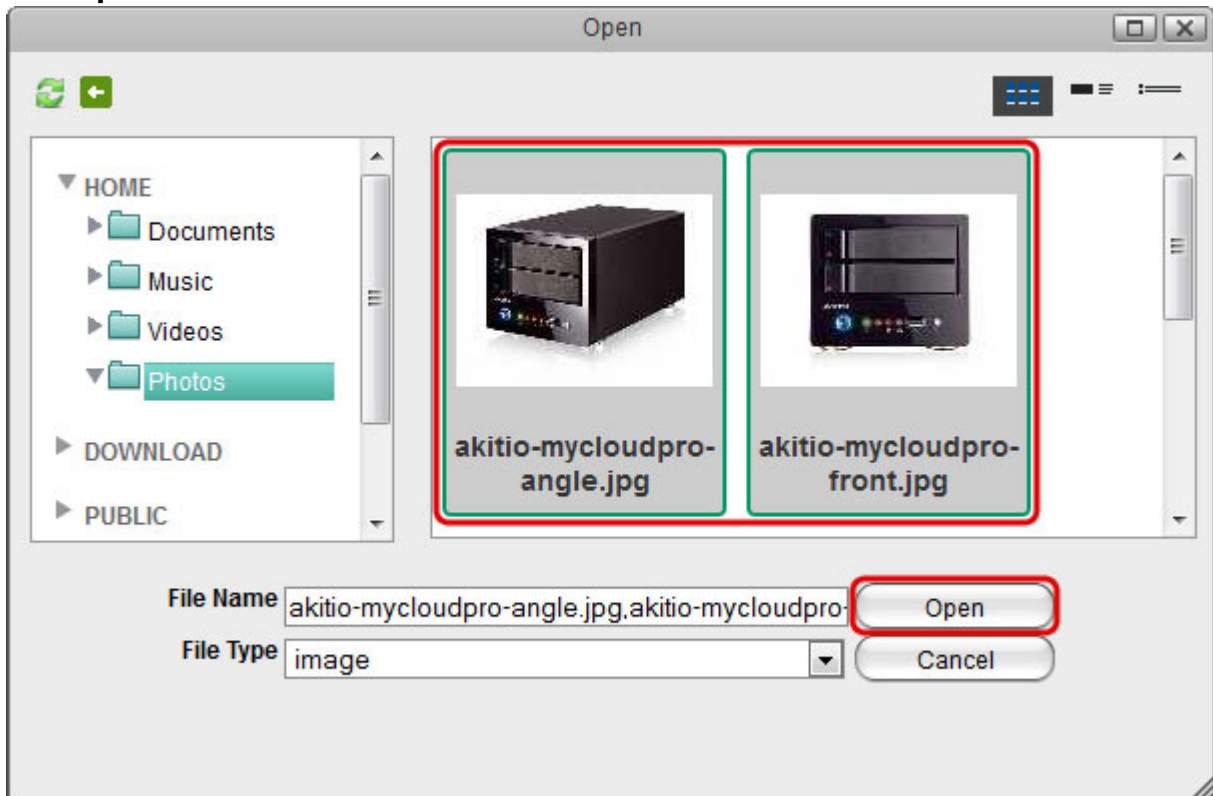 Open
HOME
Documents
Music
Videos
Photos
DOWNLOAD
PUBLIC
akitio-mycloudpro-
angle.jpg
akitio-mycloudpro-
front.jpg
File Name akitio-mycloudpro-angle.jpg,akitio-mycloudpro- Open
File Type image Cancel